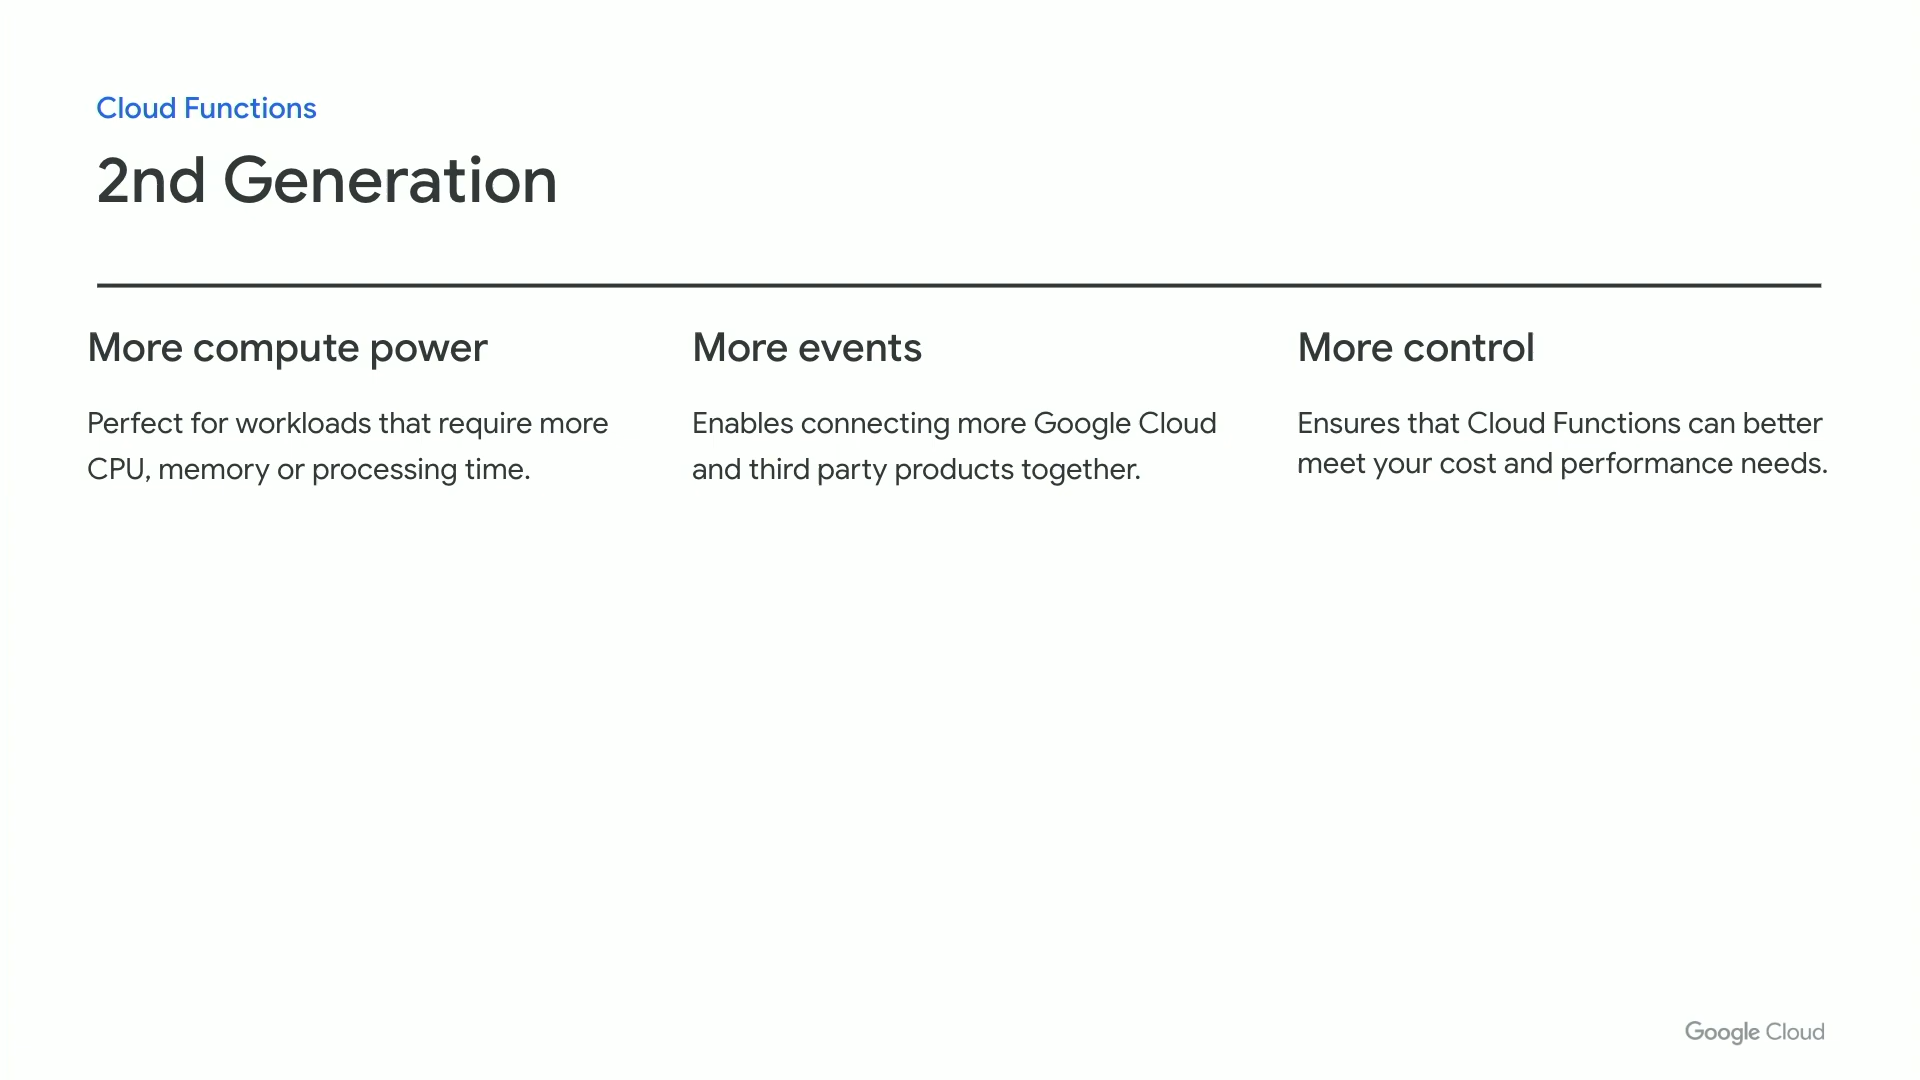 Cloud Functions
2nd Generation
More compute power
Perfect for workloads that require more
CPU, memory or processing time.
More events
Enables connecting more Google Cloud
and third party products together.
More control
Ensures that Cloud Functions can better
meet your cost and performance needs.
Google Cloud